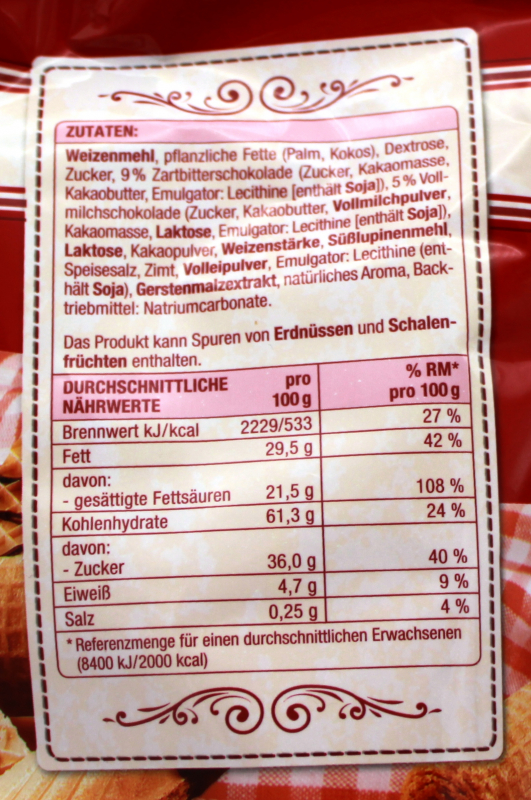 ZUTATEN:
Weizenmehl, pflanzliche Fette (Palm, Kokos), Dextrose,
Zucker, 9 % Zartbitterschokolade (Zucker, Kakaomasse,
Kakaobutter, Emulgator: Lecithine [enthält Soja]), 5 % Voll-
milchschokolade (Zucker, Kakaobutter, Vollmilchpulver,
Kakaomasse, Laktose, Emulgator: Lecithine [enthält Soja]),
Laktose, Kakaopulver, Weizenstärke, Süßlupinenmehl,
Speisesalz, Zimt, Volleipulver, Emulgator: Lecithine (ent-
hält Soja), Gerstenmalzextrakt, natürliches Aroma, Back-
triebmittel: Natriumcarbonate.
Das Produkt kann Spuren von Erdnüssen und Schalen-
früchten enthalten.
DURCHSCHNITTLICHE pro % RM*
NÄHRWERTE 100 g pro 100 g
Brennwert kJ/kcal 2229/533 27 %
Fett 29,5 g 42 %
davon:
- gesättigte Fettsäuren 21,5 g 108 %
Kohlenhydrate 61,3 g 24 %
davon:
- Zucker 36,0 g 40 %
Eiweiß 4,7 g 9 %
Salz 0,25 g 4 %
* Referenzmenge für einen durchschnittlichen Erwachsenen
(8400 kJ/2000 kcal)